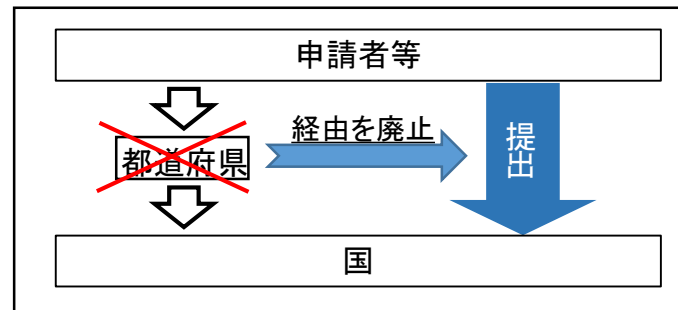 申請者等
経由を廃止
都道府県
提出
国